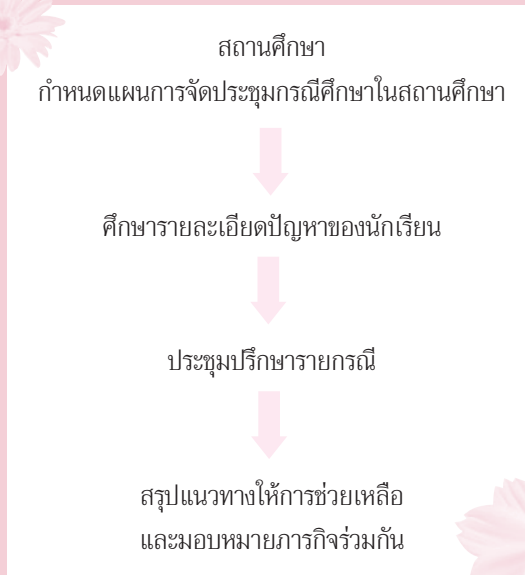 สถานศึกษา
กำหนดแผนการจัดประชุมกรณีศึกษาในสถานศึกษา
ศึกษารายละเอียดปัญหาของนักเรียน
ประชุมปรึกษารายกรณี
สรุปแนวทางให้การช่วยเหลือ
และมอบหมายภารกิจร่วมกัน